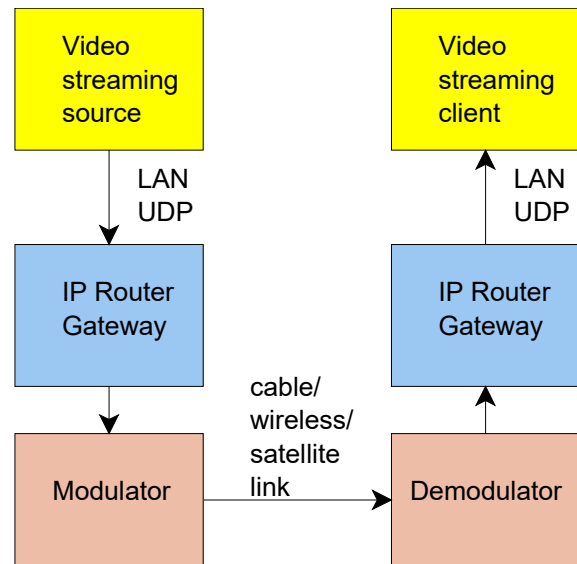 Video
streaming
source
Video
streaming
client
LAN
UDP
LAN
UDP
IP Router
Gateway
IP Router
Gateway
cable/
wireless/
satellite
link
Modulator
Demodulator